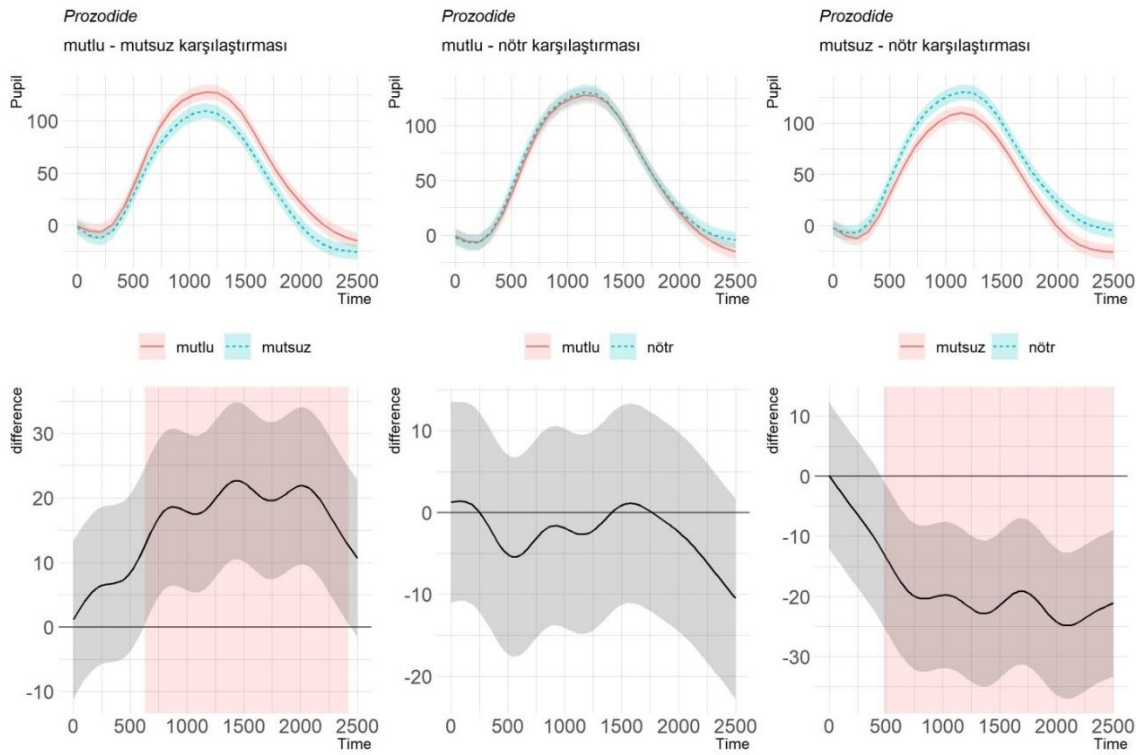 Prozodide
mutlu - mutsuz karşılaştırması
Pupil
100
50
0
0 500 1000 1500 2000 2500
Time
mutlu mutsuz
Prozodide
mutlu - nötr karşılaştırması
Pupil
100
50
0
0 500 1000 1500 2000 2500
Time
mutlu nötr
Prozodide
mutsuz - nötr karşılaştırması
Pupil
100
50
0
0 500 1000 1500 2000 2500
Time
mutsuz nötr
difference
30
20
10
0
-10
0 500 1000 1500 2000 2500
Time
difference
10
0
-10
-20
0 500 1000 1500 2000 2500
Time
difference
10
0
-10
-20
-30
0 500 1000 1500 2000 2500
Time